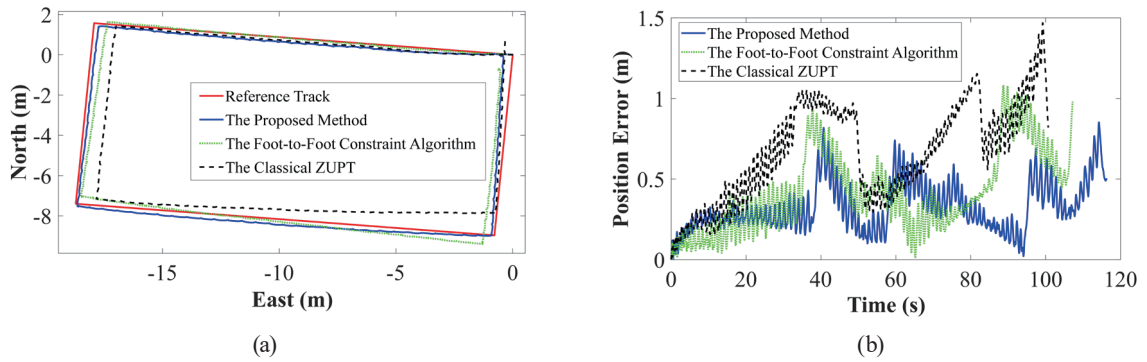 2
0
-2
-4
-6
-8
North (m)
Reference Track
The Proposed Method
The Foot-to-Foot Constraint Algorithm
The Classical ZUPT
-15
-10
-5
0
East (m)
(a)
1.5
1
0.5
0
Position Error (m)
The Proposed Method
The Foot-to-Foot Constraint Algorithm
The Classical ZUPT
0
20
40
60
80
100
120
Time (s)
(b)